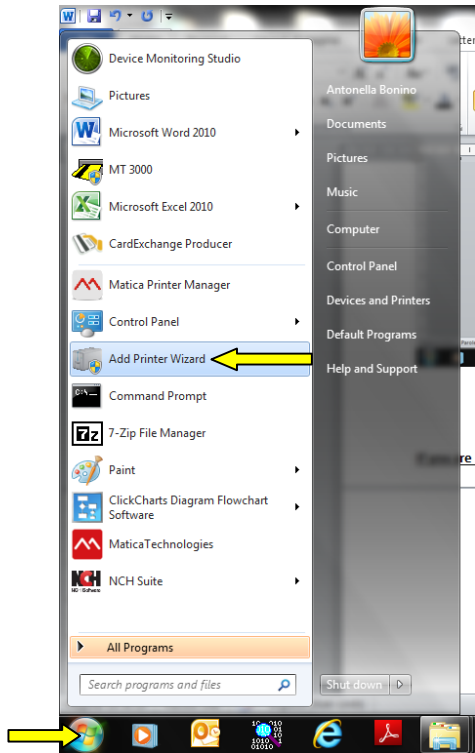 Device Monitoring Studio
Pictures
Microsoft Word 2010
MT 3000
Microsoft Excel 2010
CardExchange Producer
Matica Printer Manager
Control Panel
Add Printer Wizard
Command Prompt
7-Zip File Manager
Paint
ClickCharts Diagram Flowchart
Software
MaticaTechnologies
NCH Suite
All Programs
Search programs and files
Antonella Bonino
Documents
Pictures
Music
Computer
Control Panel
Devices and Printers
Default Programs
Help and Support
Shut down